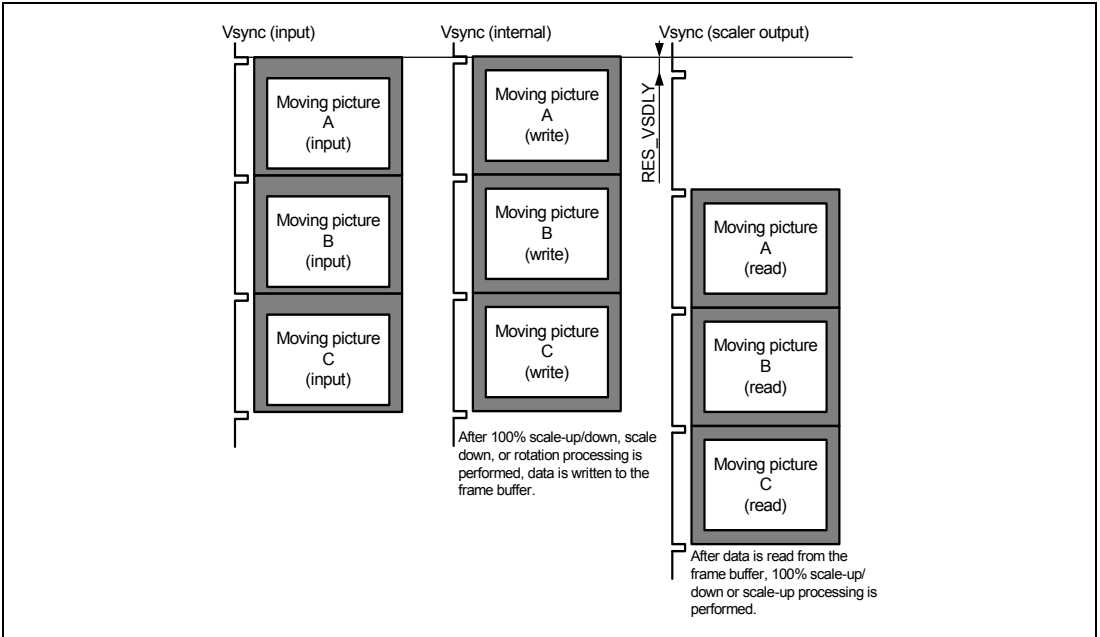 Vsync (input)
Vsync (internal)
Vsync (scaler output)
Moving picture
A
(input)
Moving picture
B
(input)
Moving picture
C
(input)
Moving picture
A
(write)
Moving picture
B
(write)
Moving picture
C
(write)
After 100% scale-up/down, scale
down, or rotation processing is
performed, data is written to the
frame buffer.
RES_VSDLY
Moving picture
A
(read)
Moving picture
B
(read)
Moving picture
C
(read)
After data is read from the
frame buffer, 100% scale-up/
down or scale-up processing is
performed.